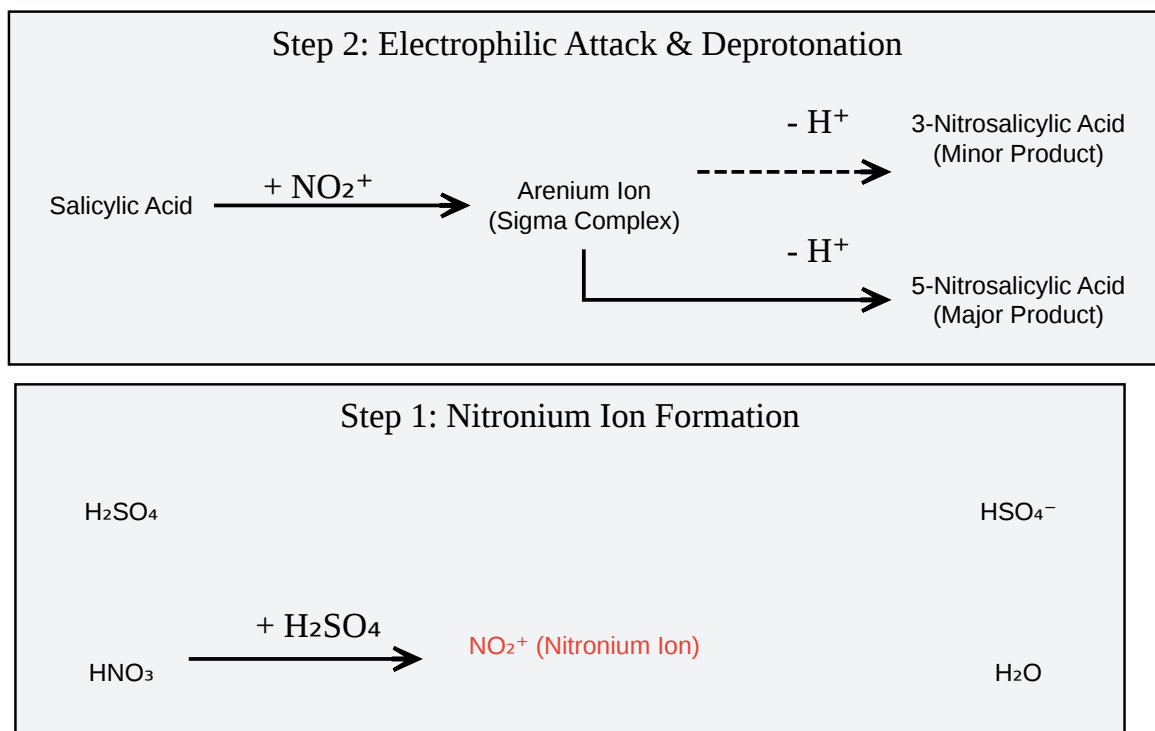 Step 2: Electrophilic Attack & Deprotonation
- H⁺
3-Nitrosalicylic Acid
(Minor Product)
Salicylic Acid
+ NO₂⁺
Arenium Ion
(Sigma Complex)
- H⁺
5-Nitrosalicylic Acid
(Major Product)
Step 1: Nitronium Ion Formation
H₂SO₄
HSO₄⁻
HNO₃
+ H₂SO₄
NO₂⁺ (Nitronium Ion)
H₂O